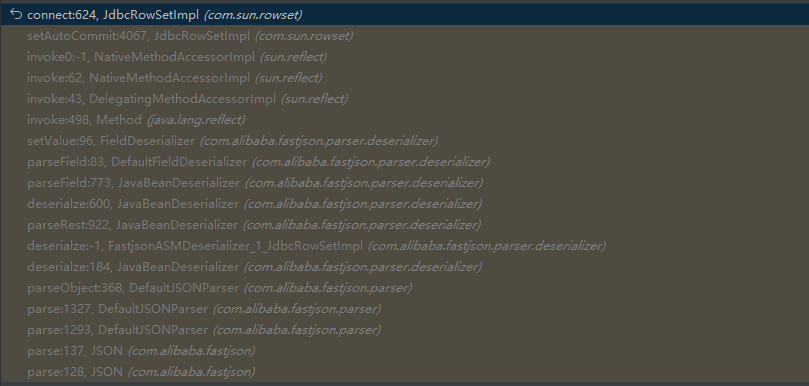 connect:624, JdbcRowSetImpl (com.sun.rowset)
setAutoCommit:4067, JdbcRowSetImpl (com.sun.rowset)
invoke0:-1, NativeMethodAccessorImpl (sun.reflect)
invoke:62, NativeMethodAccessorImpl (sun.reflect)
invoke:43, DelegatingMethodAccessorImpl (sun.reflect)
invoke:498, Method (java.lang.reflect)
setValue:96, FieldDeserializer (com.alibaba.fastjson.parser.deserializer)
parseField:83, DefaultFieldDeserializer (com.alibaba.fastjson.parser.deserializer)
parseField:773, JavaBeanDeserializer (com.alibaba.fastjson.parser.deserializer)
deserialze:600, JavaBeanDeserializer (com.alibaba.fastjson.parser.deserializer)
parseRest:922, JavaBeanDeserializer (com.alibaba.fastjson.parser.deserializer)
deserialze:-1, FastjsonASMDeserializer_1_JdbcRowSetImpl (com.alibaba.fastjson.parser.deserializer)
deserialze:184, JavaBeanDeserializer (com.alibaba.fastjson.parser.deserializer)
parseObject:368, DefaultJSONParser (com.alibaba.fastjson.parser)
parse:1327, DefaultJSONParser (com.alibaba.fastjson.parser)
parse:1293, DefaultJSONParser (com.alibaba.fastjson.parser)
parse:137, JSON (com.alibaba.fastjson)
parse:128, JSON (com.alibaba.fastjson)